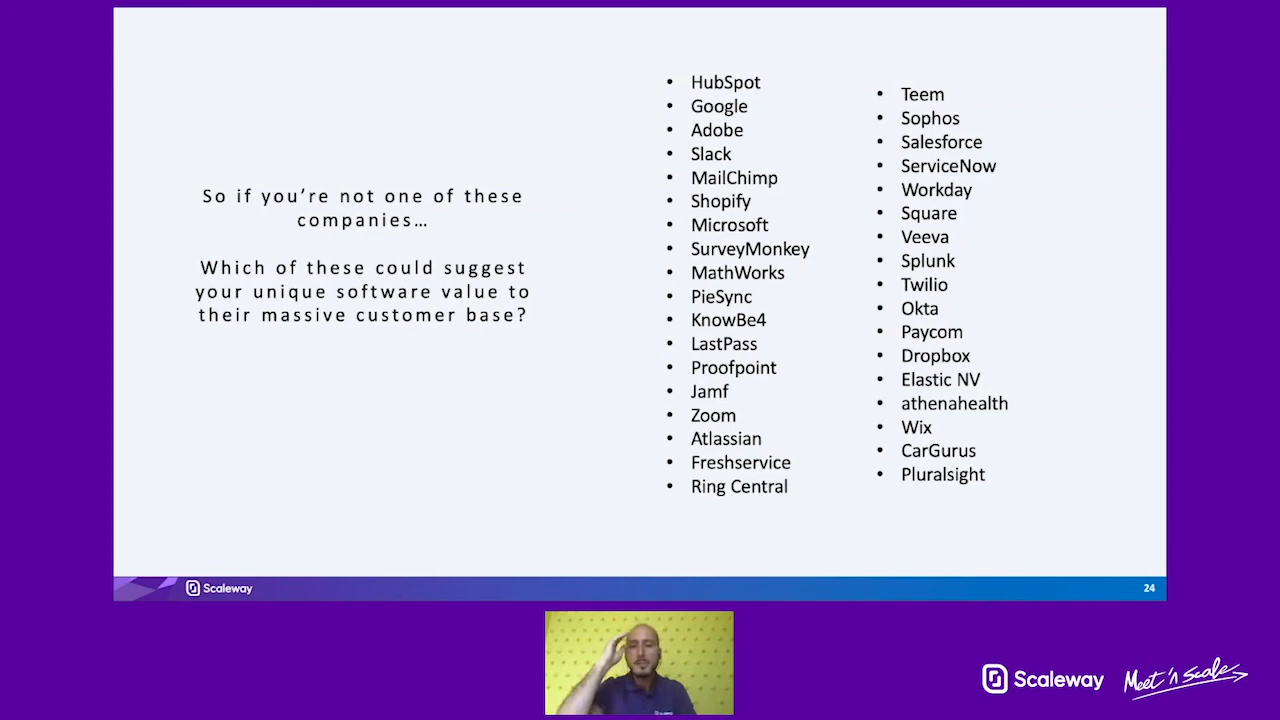 So if you’re not one of these
companies…
Which of these could suggest
your unique software value to
their massive customer base?
• HubSpot
• Google
• Adobe
• Slack
• MailChimp
• Shopify
• Microsoft
• SurveyMonkey
• MathWorks
• PieSync
• KnowBe4
• LastPass
• Proofpoint
• Jamf
• Zoom
• Atlassian
• Freshservice
• Ring Central
• Teem
• Sophos
• Salesforce
• ServiceNow
• Workday
• Square
• Veeva
• Splunk
• Twilio
• Okta
• Paycom
• Dropbox
• Elastic NV
• athenahealth
• Wix
• CarGurus
• Pluralsight
Scaleway
24
Scaleway
Meet 'n Scale